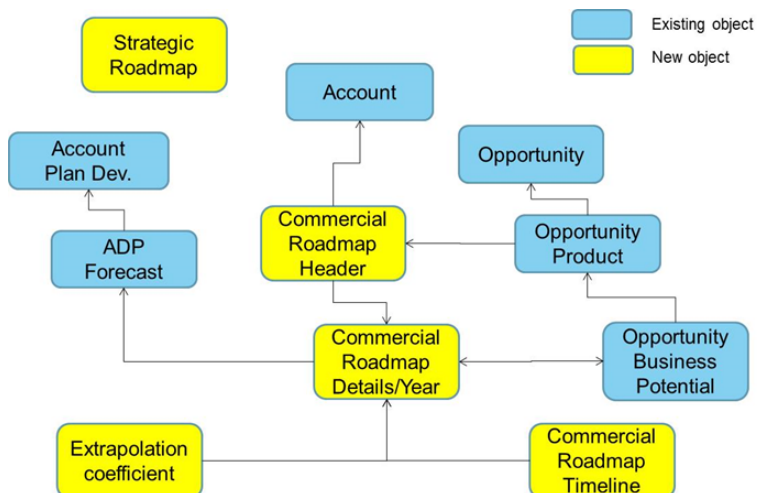 Strategic
Roadmap
Existing object
New object
Account
Account
Plan Dev.
Opportunity
Commercial
Roadmap
Header
Opportunity
Product
ADP
Forecast
Commercial
Roadmap
Details/Year
Opportunity
Business
Potential
Extrapolation
coefficient
Commercial
Roadmap
Timeline